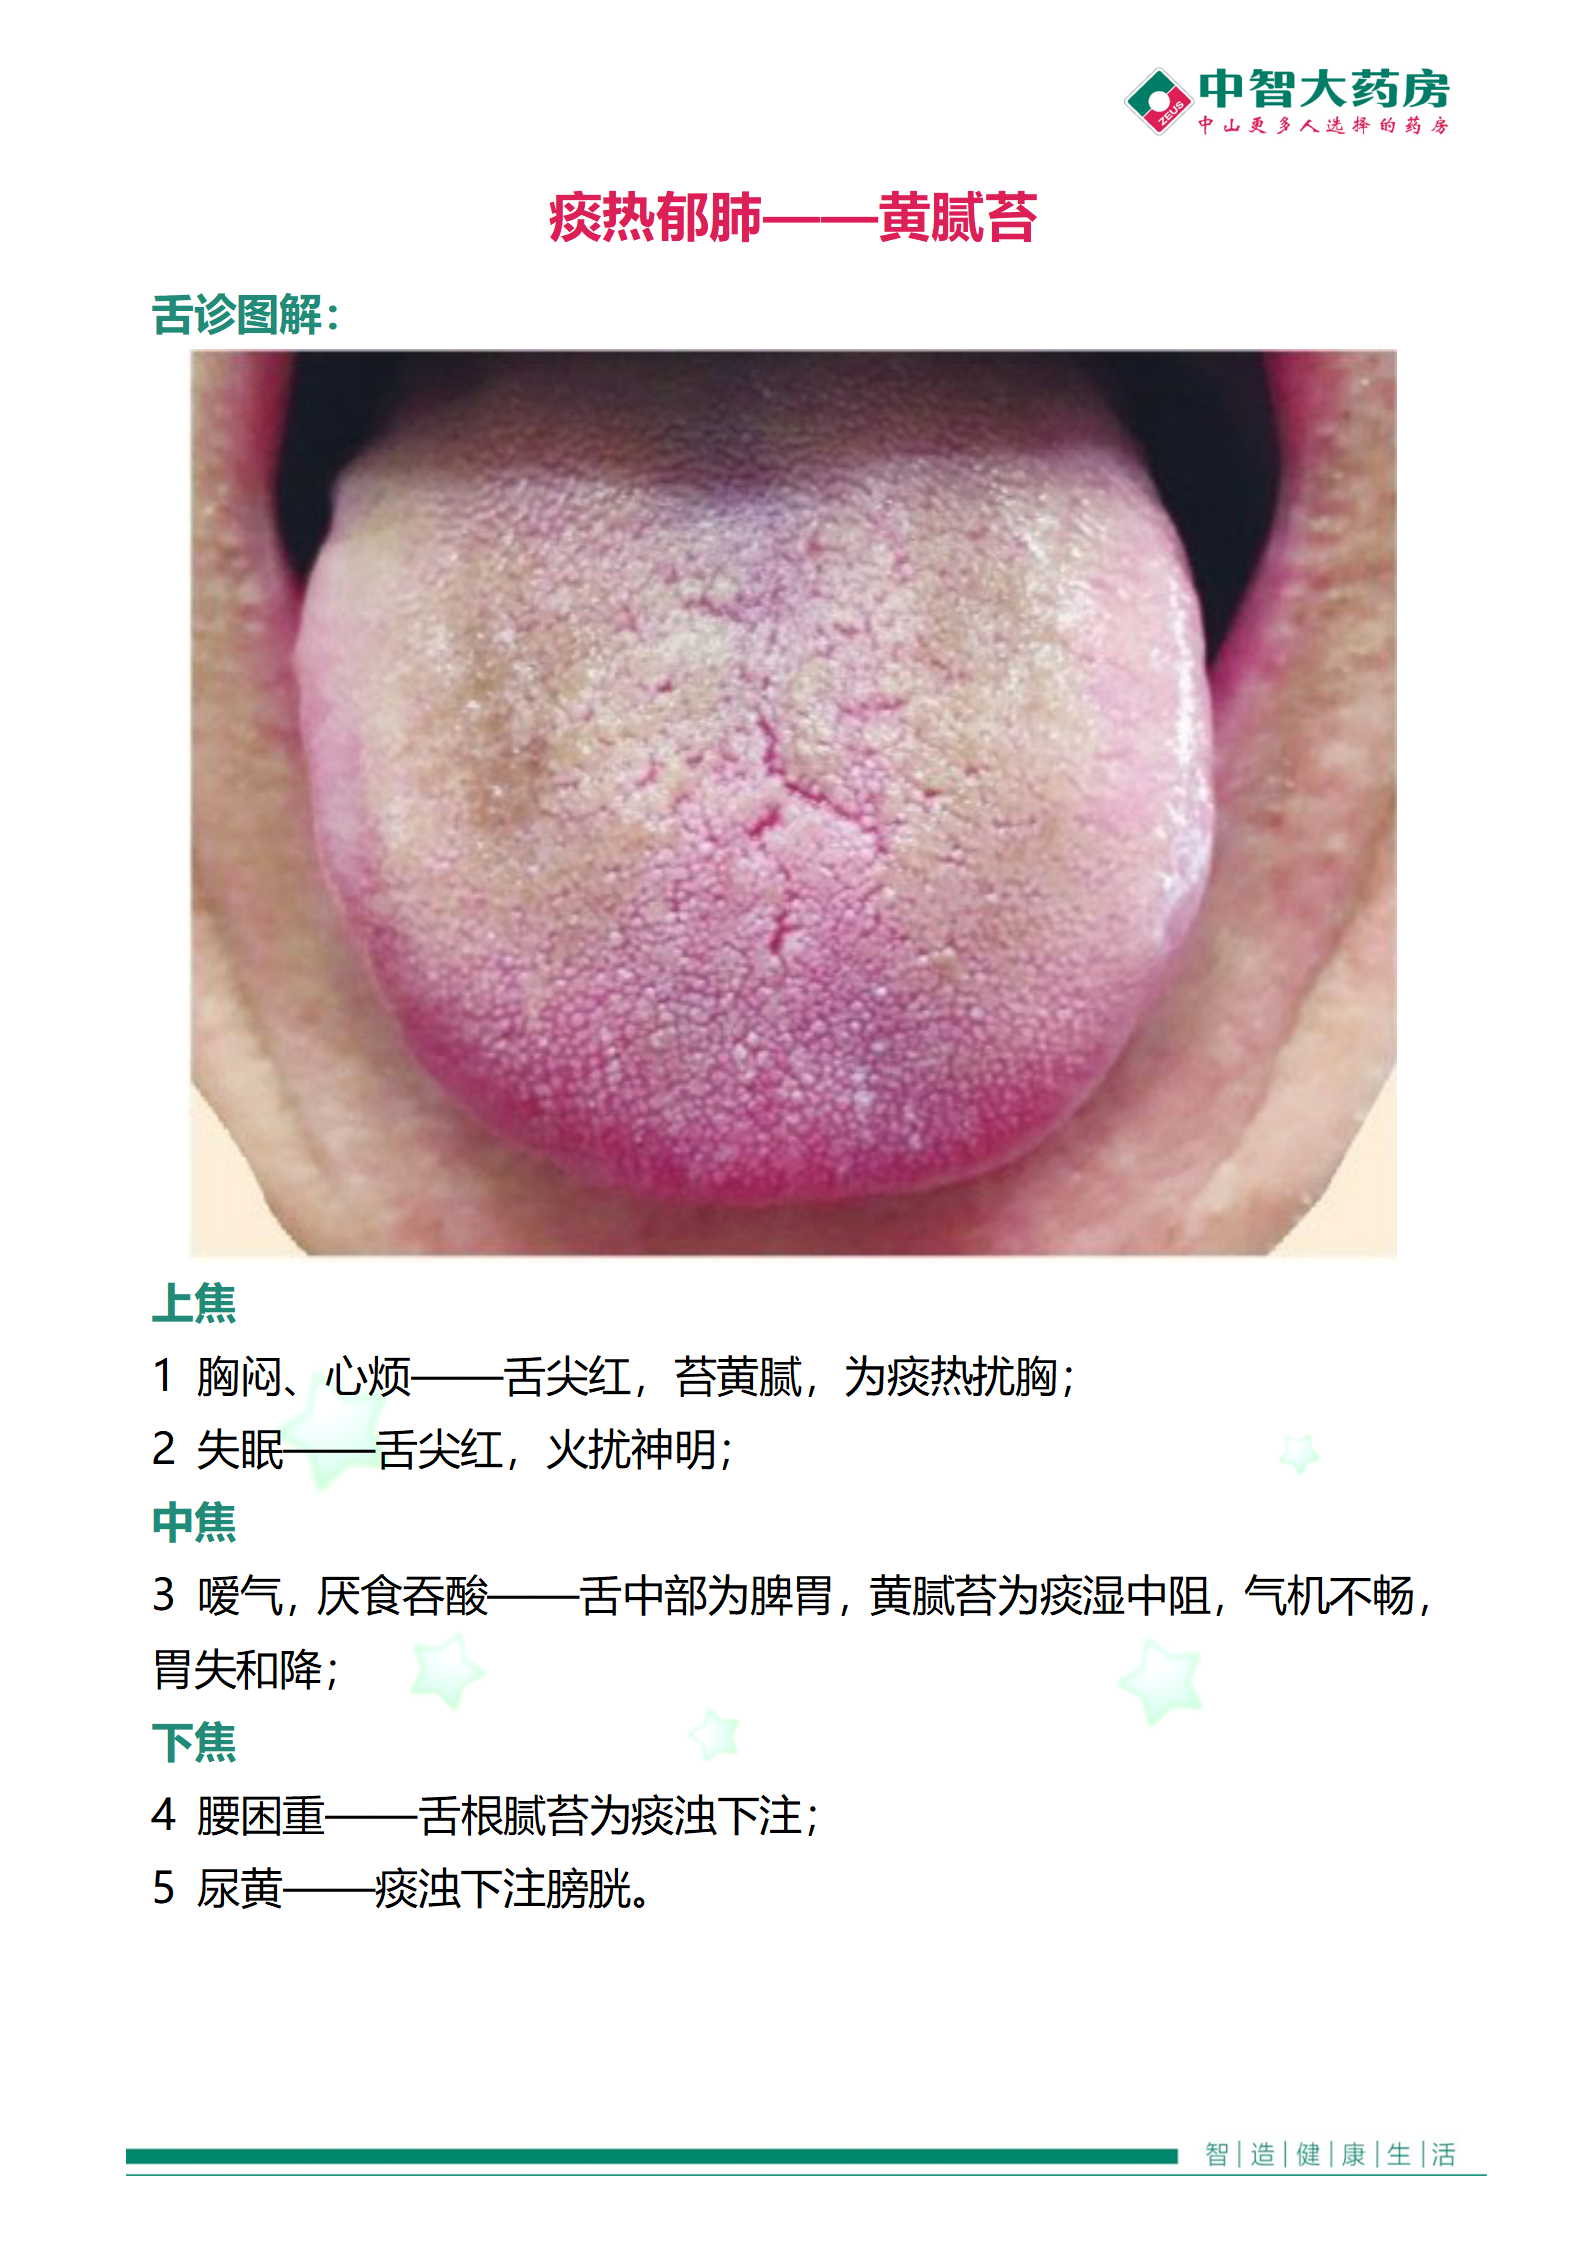 中智大药房
ZEUS
中山更多人选择的药房
痰热郁肺——黄腻苔
舌诊图解：
上焦
1 胸闷、心烦——舌尖红，苔黄腻，为痰热扰胸；
2 失眠——舌尖红，火扰神明；
中焦
3 嗳气，厌食吞酸——舌中部为脾胃，黄腻苔为痰湿中阻，气机不畅，
胃失和降；
下焦
4 腰困重——舌根腻苔为痰浊下注；
5 尿黄——痰浊下注膀胱。
智|造|健|康|生|活